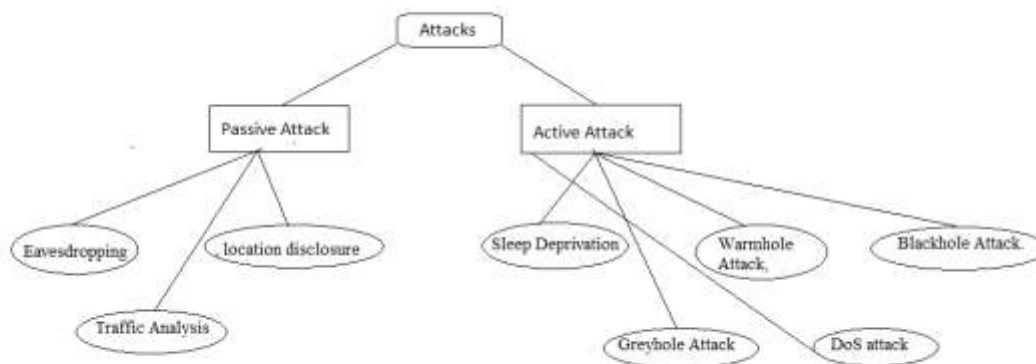 Attacks
Passive Attack
Active Attack
Eavesdropping
location disclosure
Sleep Deprivation
Warmhole
Attack,
Blackhole Attack.
Traffic Analysis
Greyhole Attack
DoS attack